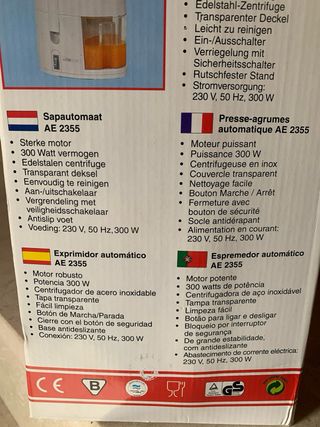 Edelstahl-Zentrifuge
• Transparenter Deckel
• Leicht zu reinigen
• Ein-/Ausschalter
• Verriegelung mit
Sicherheitsschalter
• Rutschfester Stand
• Stromversorgung:
230 V, 50 Hz, 300 W
Sapautomaat
AE 2355
• Sterke motor
• 300 Watt vermogen
• Edelstalen centrifuge
• Transparant deksel
• Eenvoudig te reinigen
• Aan-/uitschakelaar
• Vergrendeling met
veiligheidsschakelaar
• Antislip voet
• Voeding: 230 V, 50 Hz, 300 W
Presse-agrumes
automatique AE 2355
• Moteur puissant
• Puissance 300 W
• Centrifugeuse en inox
• Couvercle transparent
• Nettoyage facile
• Bouton Marche / Arrêt
• Fermeture avec
bouton de sécurité
• Socle antidérapant
• Alimentation en courant:
230 V, 50 Hz, 300 W
Exprimidor automático
AE 2355
• Motor robusto
• Potencia 300 W
• Centrifugador de acero inoxidable
• Tapa transparente
• Fácil limpieza
• Botón de Marcha/Parada
• Cierre con el botón de seguridad
• Base antideslizante
• Conexión: 230 V, 50 Hz, 300 W
Espremedor automático
AE 2355
• Motor potente
• 300 watts de potência
• Centrifugadora de aço inoxidável
• Tampa transparente
• Limpeza fácil
• Botão para ligar e desligar
• Bloqueio por interruptor
de segurança
• De grande estabilidade,
com antideslizante
• Abastecimento de corrente eléctrica:
230 V, 50 Hz, 300 W
CE
B
GS